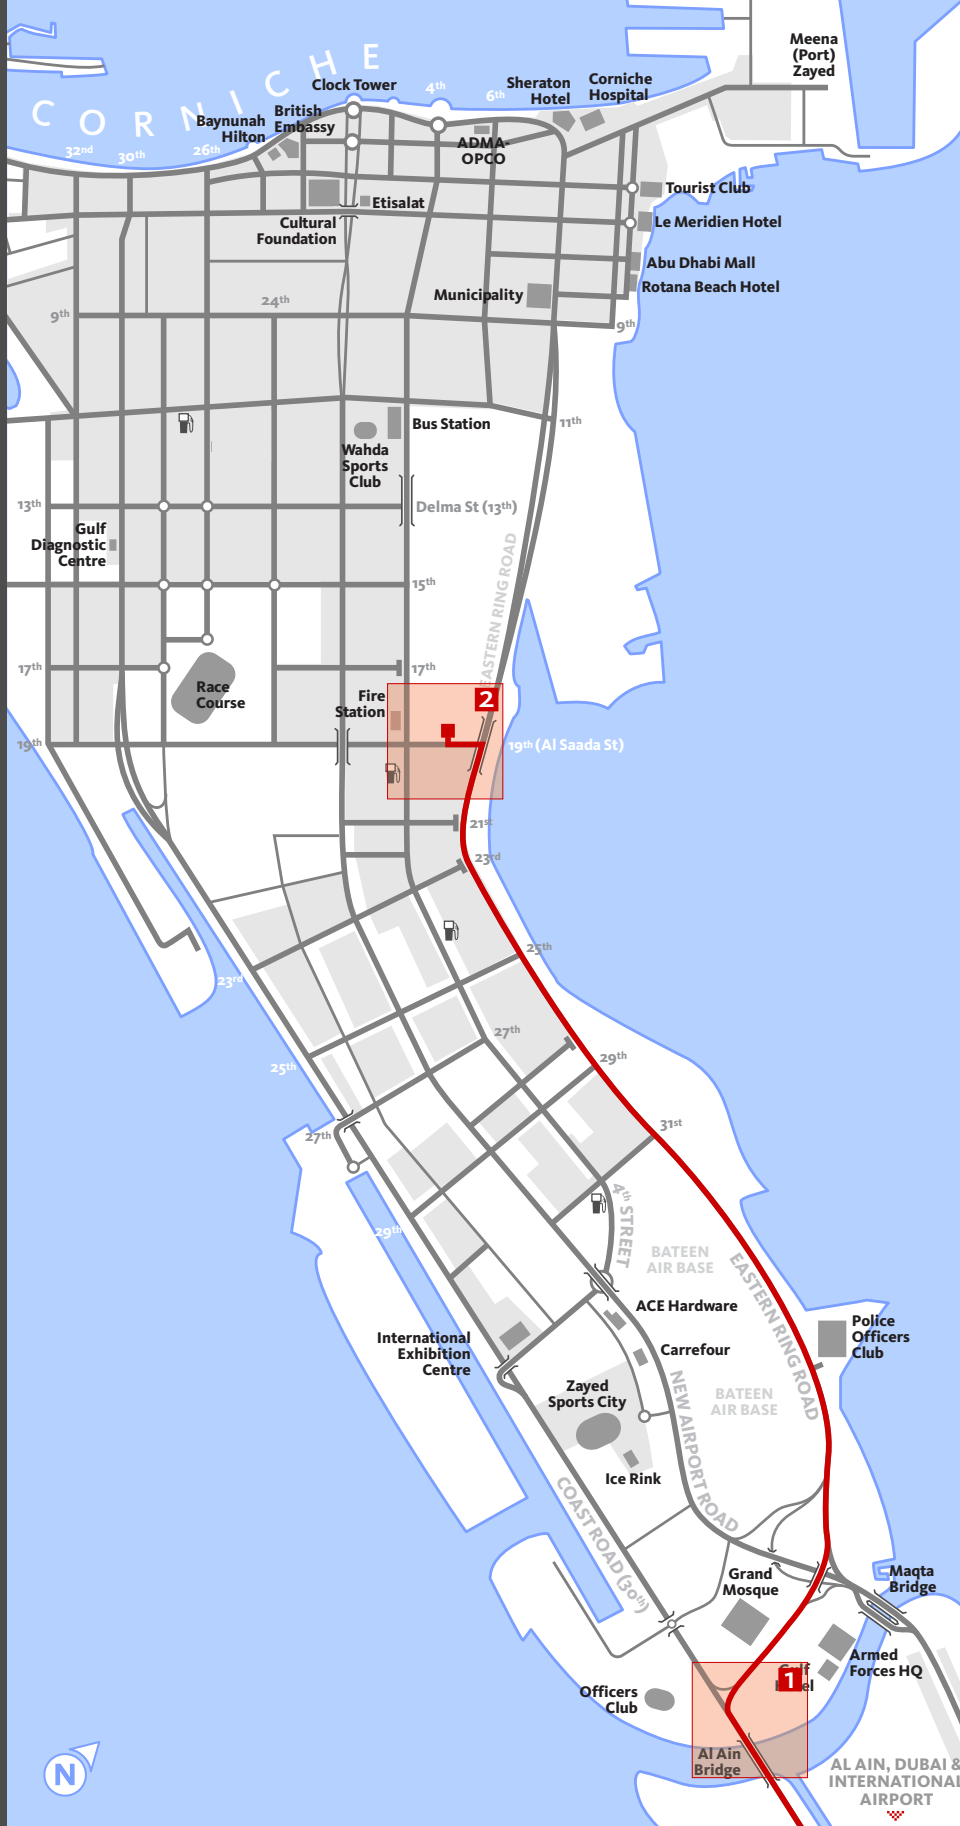 Meena
(Port)
Zayed
CORNICHE
Clock Tower
4th
6th
Sheraton
Hotel
Corniche
Hospital
British
Embassy
Baynunah
Hilton
32nd
30th
26th
ADMA-
OPCO
Tourist Club
Etisalat
Le Meridien Hotel
Cultural
Foundation
Abu Dhabi Mall
Rotana Beach Hotel
Municipality
24th
9th
9th
11th
Bus Station
Wahda
Sports
Club
13th
Delma St (13th)
Gulf
Diagnostic
Centre
EASTERN RING ROAD
15th
17th
17th
Race
Course
Fire
Station
2
19th
19th (Al Saada St)
21st
23rd
25th
23rd
27th
29th
25th
31st
27th
4th STREET
29th
BATEEN
AIR BASE
EASTERN RING ROAD
ACE Hardware
Police
Officers
Club
International
Exhibition
Centre
Carrefour
Zayed
Sports City
BATEEN
AIR BASE
NEW AIRPORT ROAD
Ice Rink
COAST ROAD (30th)
Grand
Mosque
Maqta
Bridge
Armed
Forces HQ
1
Officers
Club
Al Ain
Bridge
N
AL AIN, DUBAI &
INTERNATIONAL
AIRPORT